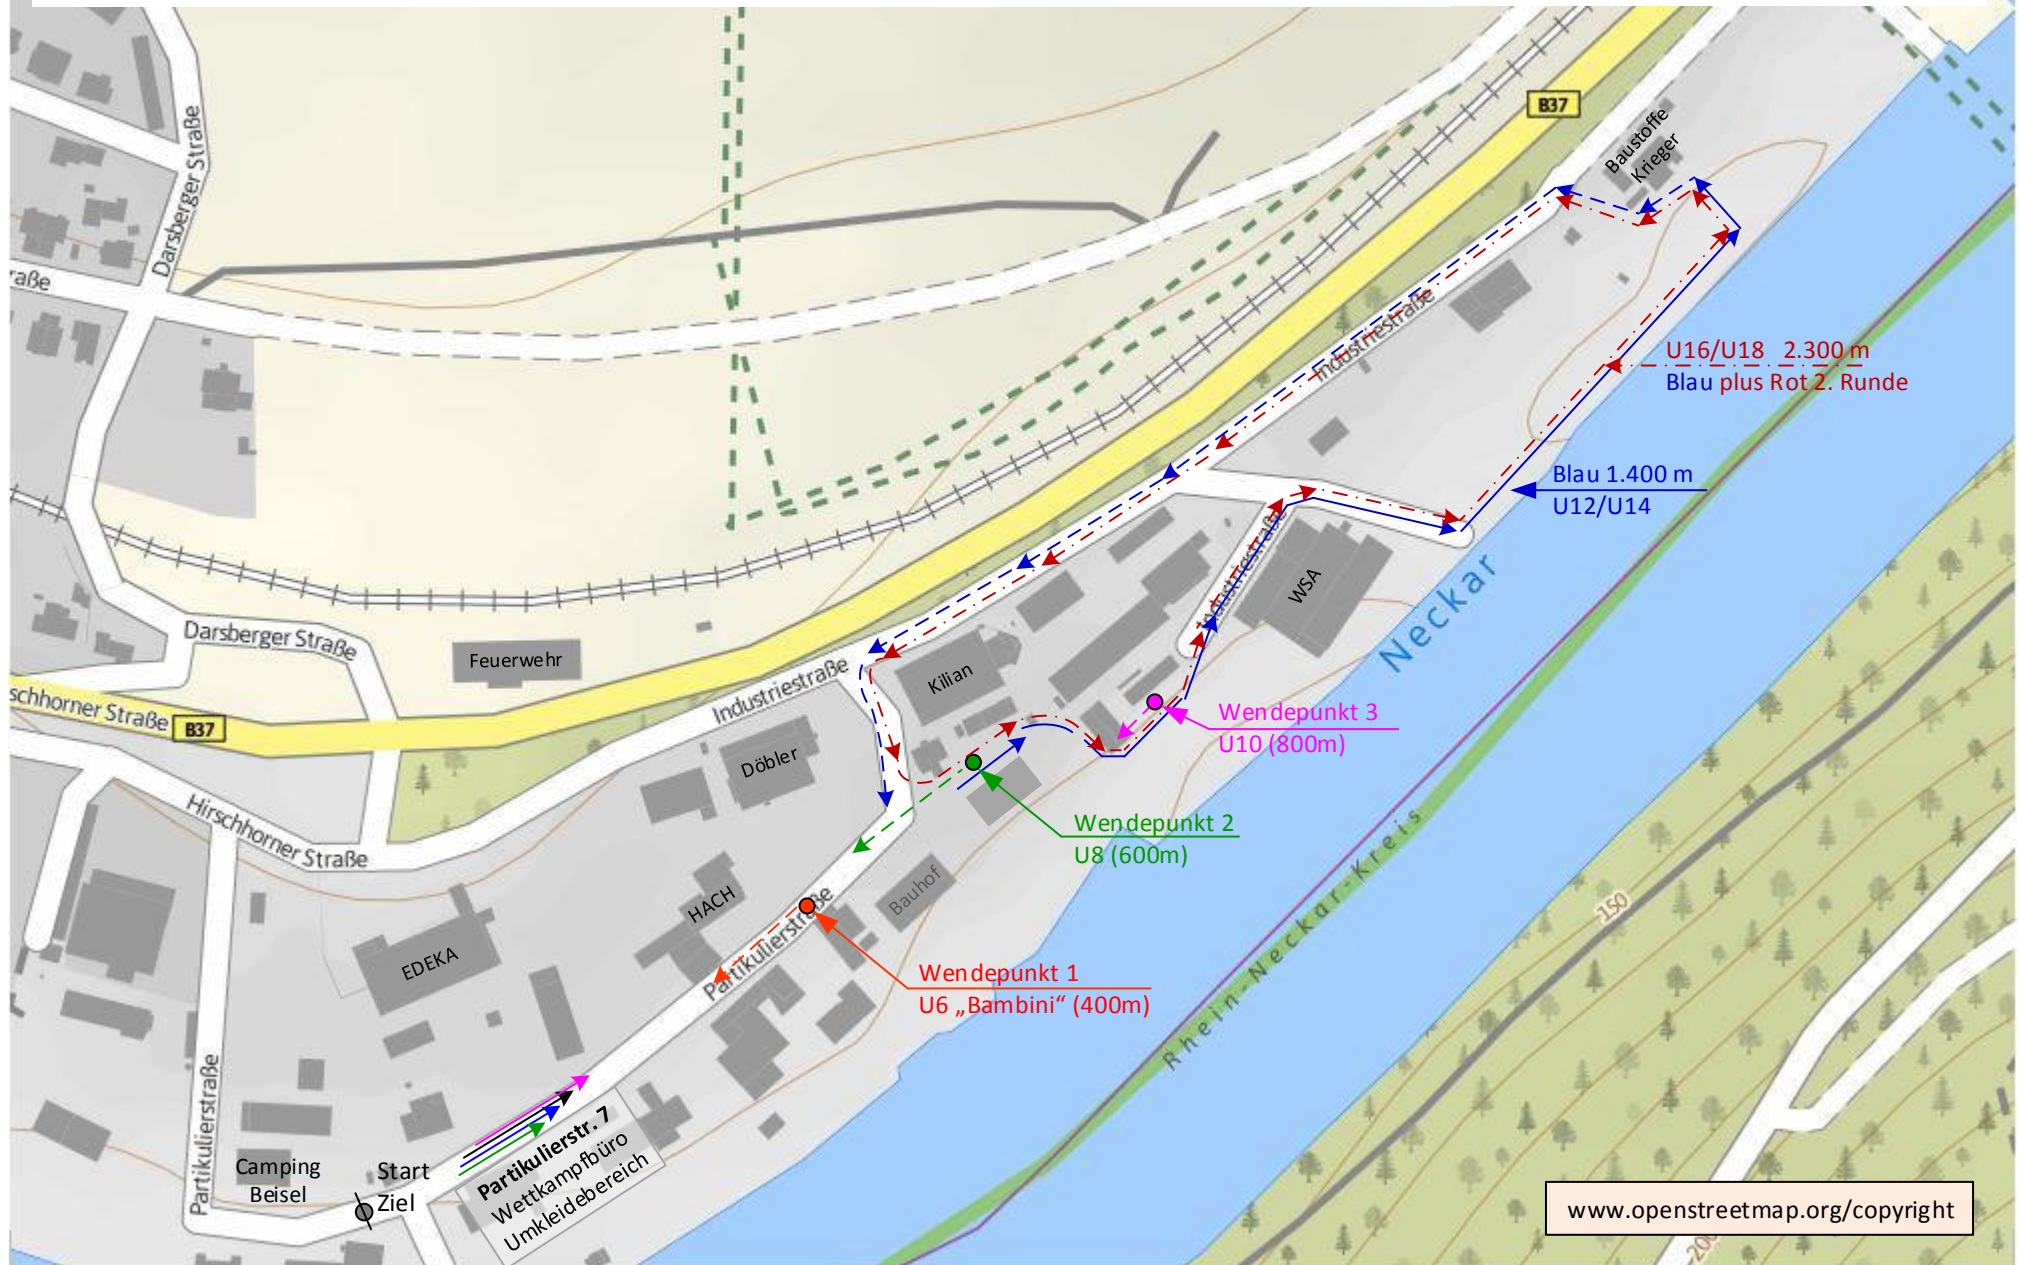 B37
Baustoffe
Krieger
Darsberger Straße
raße
Industriestraße
U16/U18 2.300 m
Blau plus Rot 2. Runde
Blau 1.400 m
U12/U14
Industriestraße
WSA
Neckar
Darsberger Straße
Feuerwehr
schhorner Straße
B37
Industriestraße
Kilian
Döbler
Wendepunkt 3
U10 (800m)
Wendepunkt 2
U8 (600m)
Hirschhorner Straße
HACH
Bauhof
EDEKA
Partikulierstraße
Wendepunkt 1
U6 „Bambini“ (400m)
Rhein-Neckar-Kreis
150
Partikulierstraße
Camping
Beisel
Start
Ziel
Partikulierstr. 7
Wettkampfbüro
Umkleidebereich
www.openstreetmap.org/copyright
200